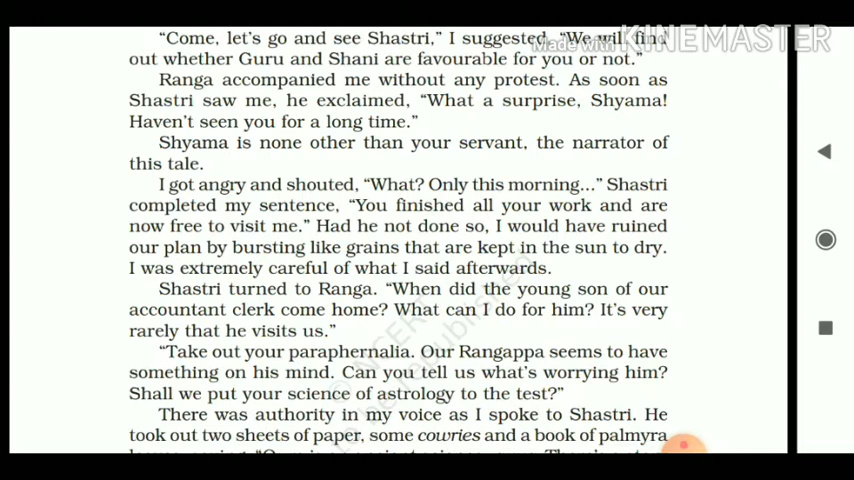 "Come, let's go and see Shastri," I suggested. "We will find
Made with KINEMASTER
out whether Guru and Shani are favourable for you or not."
Ranga accompanied me without any protest. As soon as
Shastri saw me, he exclaimed, "What a surprise, Shyama!
Haven't seen you for a long time."
Shyama is none other than your servant, the narrator of
this tale.
I got angry and shouted, "What? Only this morning..." Shastri
completed my sentence, "You finished all your work and are
now free to visit me." Had he not done so, I would have ruined
our plan by bursting like grains that are kept in the sun to dry.
I was extremely careful of what I said afterwards.
Shastri turned to Ranga. "When did the young son of our
accountant clerk come home? What can I do for him? It's very
rarely that he visits us."
"Take out your paraphernalia. Our Rangappa seems to have
something on his mind. Can you tell us what's worrying him?
Shall we put your science of astrology to the test?"
© NCERT
to be republished
There was authority in my voice as I spoke to Shastri. He
took out two sheets of paper, some cowries and a book of palmyra